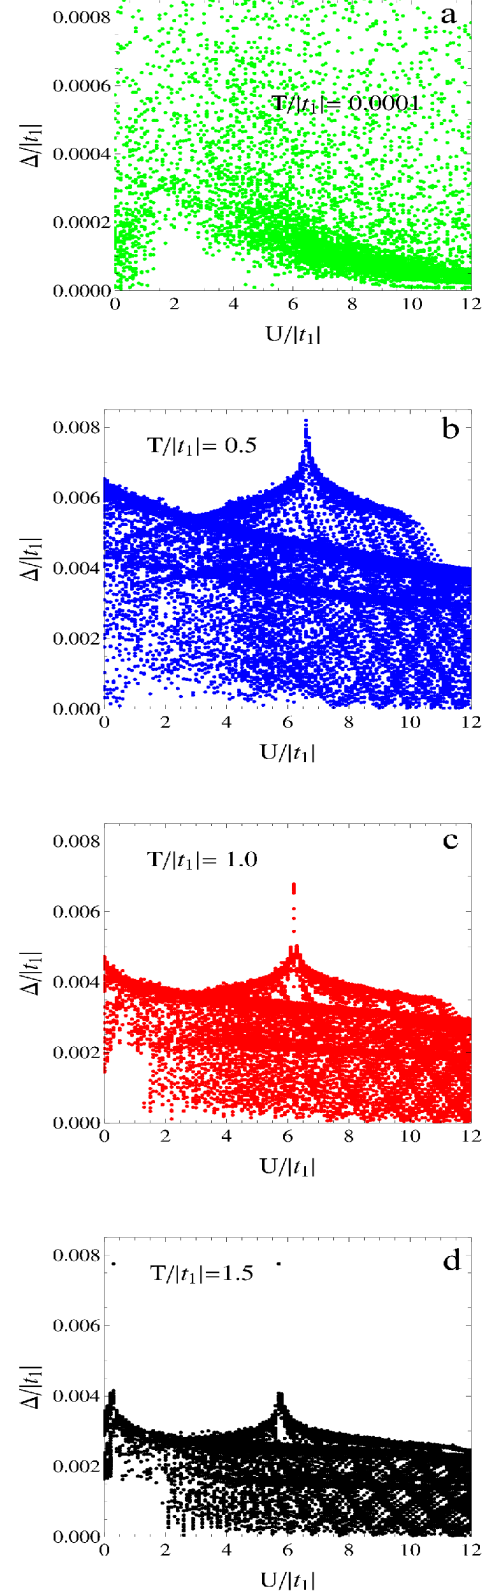 a
0.0008
0.0006
0.0004
0.0002
0.0000
T/|t₁|= 0.0001
Δ/|t₁|
0 2 4 6 8 10 12
U/|t₁|
b
0.008
0.006
0.004
0.002
0.000
T/|t₁|= 0.5
Δ/|t₁|
0 2 4 6 8 10 12
U/|t₁|
c
0.008
0.006
0.004
0.002
0.000
T/|t₁|= 1.0
Δ/|t₁|
0 2 4 6 8 10 12
U/|t₁|
d
0.008
0.006
0.004
0.002
0.000
T/|t₁|=1.5
Δ/|t₁|
0 2 4 6 8 10 12
U/|t₁|